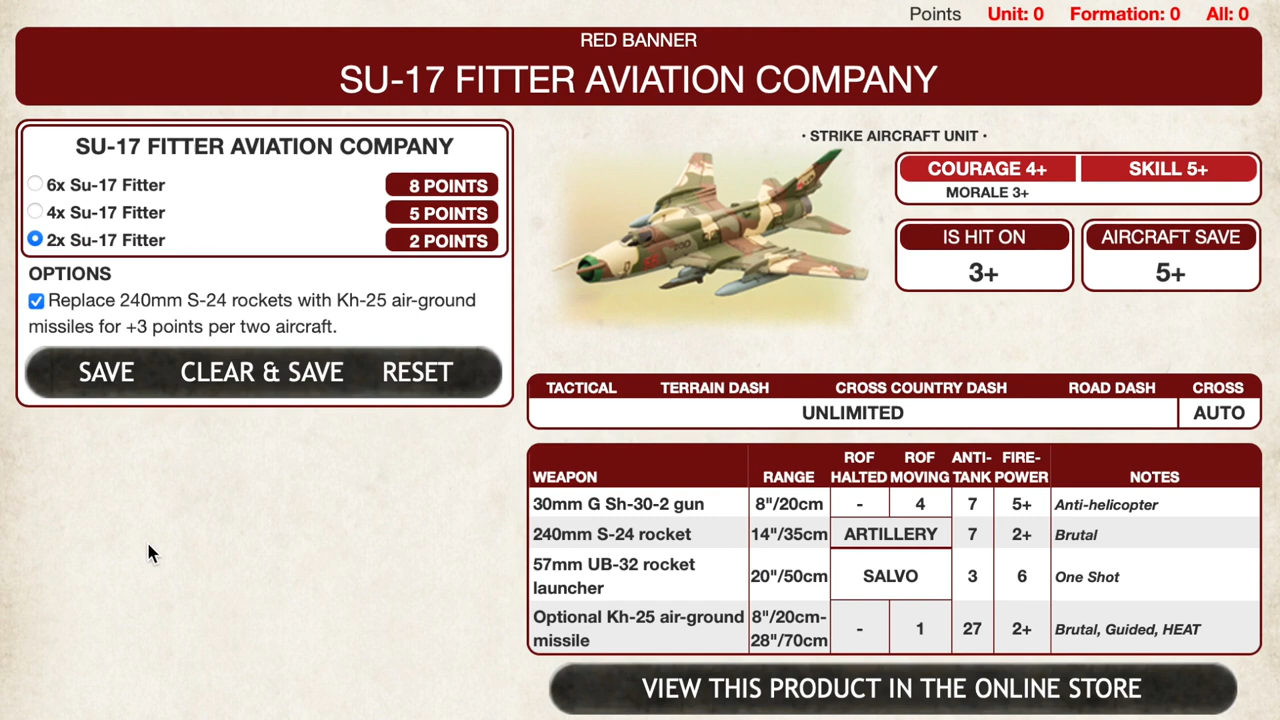 Points Unit: 0 Formation: 0 All: 0
RED BANNER
SU-17 FITTER AVIATION COMPANY
SU-17 FITTER AVIATION COMPANY
6x Su-17 Fitter 8 POINTS
4x Su-17 Fitter 5 POINTS
2x Su-17 Fitter 2 POINTS
OPTIONS
Replace 240mm S-24 rockets with Kh-25 air-ground
missiles for +3 points per two aircraft.
SAVE CLEAR & SAVE RESET
· STRIKE AIRCRAFT UNIT ·
COURAGE 4+ SKILL 5+
MORALE 3+
IS HIT ON AIRCRAFT SAVE
3+ 5+
TACTICAL TERRAIN DASH CROSS COUNTRY DASH ROAD DASH CROSS
UNLIMITED AUTO
ROF ROF ANTI- FIRE-
WEAPON RANGE HALTED MOVING TANK POWER NOTES
30mm G Sh-30-2 gun 8"/20cm - 4 7 5+ Anti-helicopter
240mm S-24 rocket 14"/35cm ARTILLERY 7 2+ Brutal
57mm UB-32 rocket
launcher 20"/50cm SALVO 3 6 One Shot
Optional Kh-25 air-ground 8"/20cm-
missile 28"/70cm - 1 27 2+ Brutal, Guided, HEAT
VIEW THIS PRODUCT IN THE ONLINE STORE